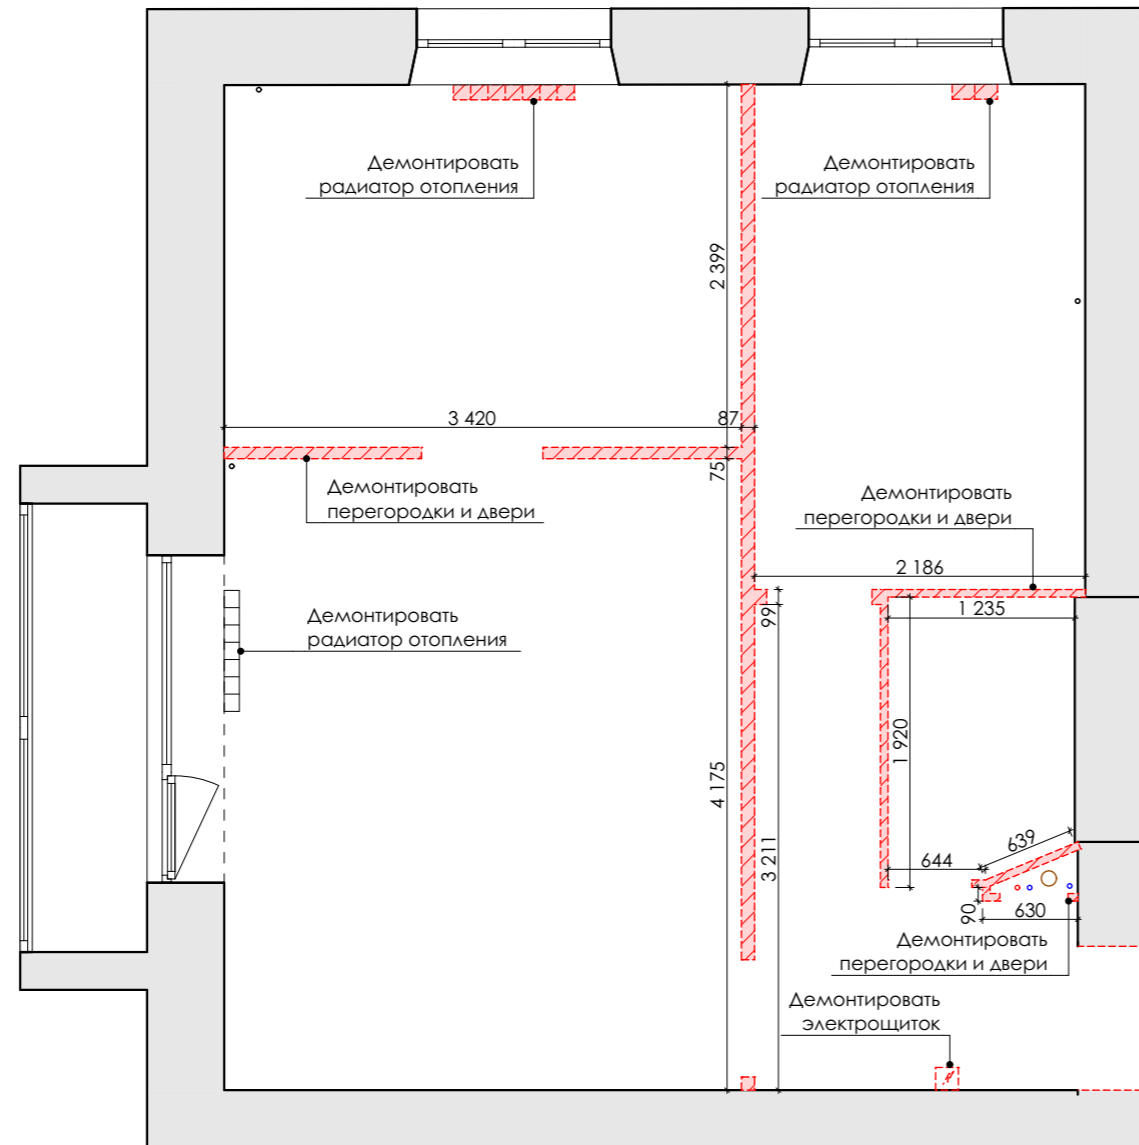 Демонтировать
радиатор отопления
Демонтировать
радиатор отопления
2 399
3 420
87
75
Демонтировать
перегородки и двери
Демонтировать
перегородки и двери
2 186
99
1 235
Демонтировать
радиатор отопления
1 920
4 175
3 211
639
644
90
630
Демонтировать
перегородки и двери
Демонтировать
электрощиток